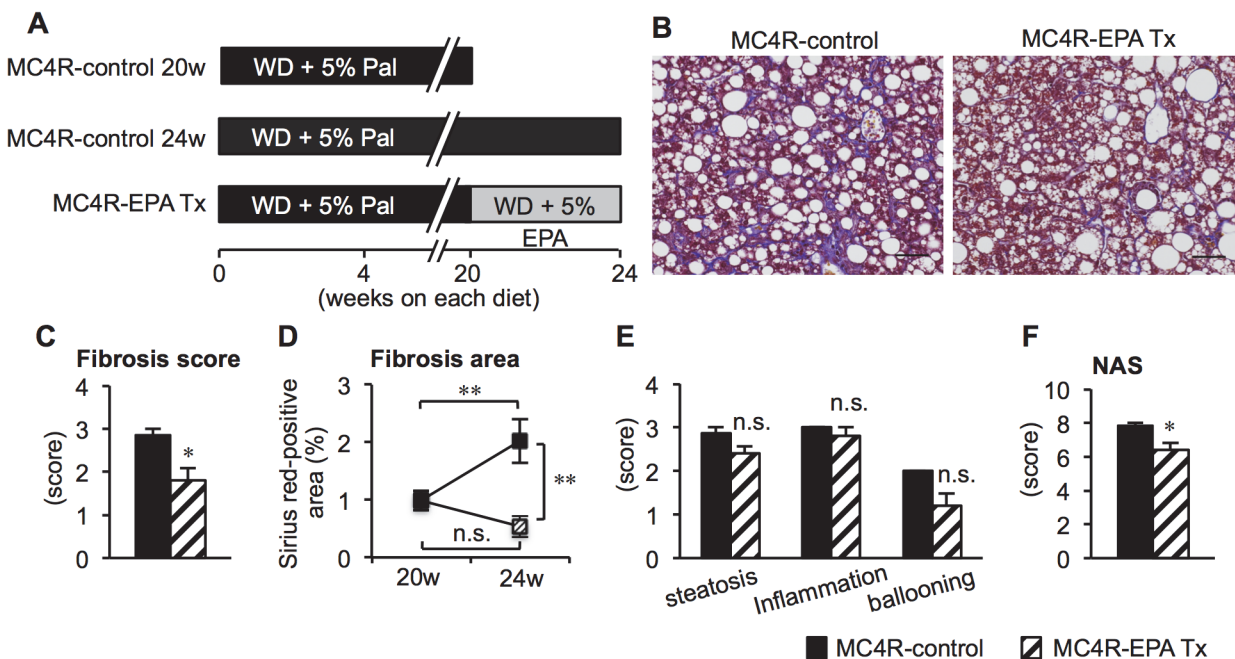 A
MC4R-control 20w
WD + 5% Pal
MC4R-control 24w
WD + 5% Pal
MC4R-EPA Tx
WD + 5% Pal
WD + 5%
EPA
0
4
20
24
(weeks on each diet)
B
MC4R-control
MC4R-EPA Tx
C
Fibrosis score
(score)
4
3
2
1
0
*
D
Fibrosis area
Sirius red-positive
area (%)
3
2
1
0
**
**
n.s.
20w
24w
E
(score)
4
3
2
1
0
n.s.
n.s.
n.s.
steatosis
Inflammation
ballooning
F
NAS
(score)
10
8
6
4
2
0
*
MC4R-control
MC4R-EPA Tx